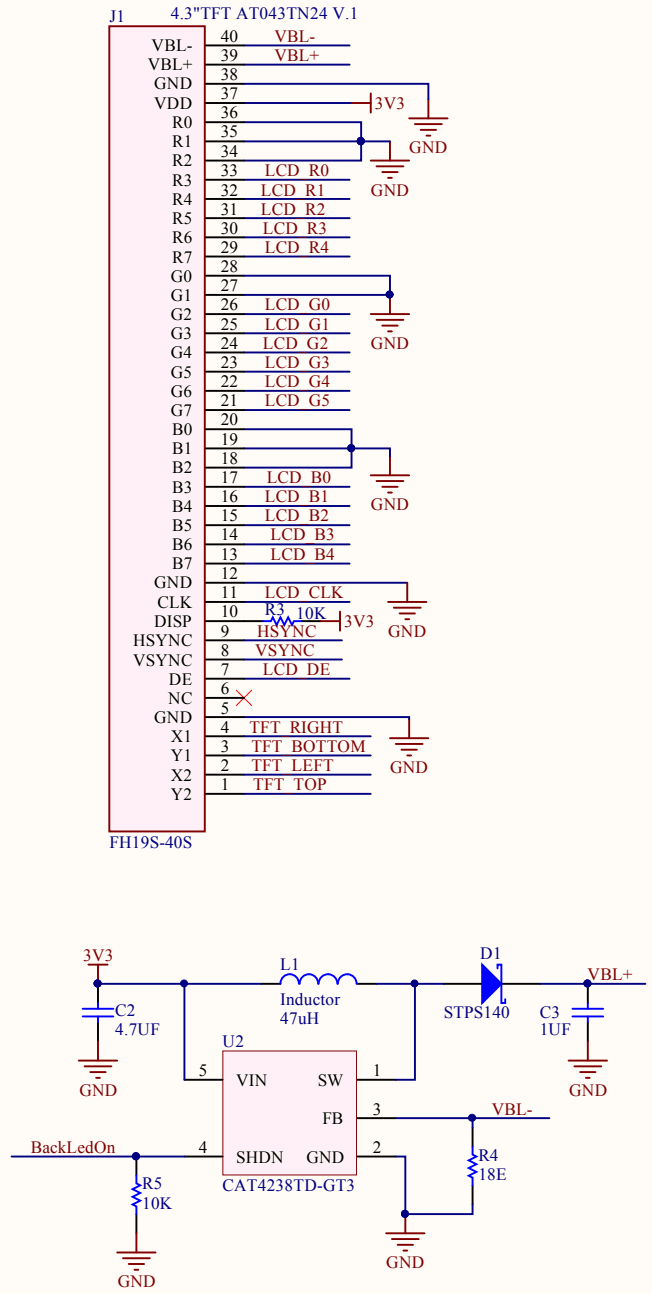 J1 4.3"TFT AT043TN24 V.1
VBL- 40 VBL-
VBL+ 39 VBL+
GND 38
VDD 37 3V3
R0 36
R1 35
R2 34
GND
GND
R3 33 LCD_R0
R4 32 LCD_R1
R5 31 LCD_R2
R6 30 LCD_R3
R7 29 LCD_R4
G0 28
G1 27
G2 26 LCD_G0
G3 25 LCD_G1
GND
G4 24 LCD_G2
G5 23 LCD_G3
G6 22 LCD_G4
G7 21 LCD_G5
B0 20
B1 19
B2 18
B3 17 LCD_B0
B4 16 LCD_B1
GND
B5 15 LCD_B2
B6 14 LCD_B3
B7 13 LCD_B4
GND 12
CLK 11 LCD_CLK
DISP 10 R3 10K 3V3
HSYNC 9 HSYNC
GND
VSYNC 8 VSYNC
DE 7 LCD_DE
NC 6
GND 5
X1 4 TFT_RIGHT
Y1 3 TFT_BOTTOM
X2 2 TFT_LEFT
GND
Y2 1 TFT_TOP
FH19S-40S
3V3
L1
D1
VBL+
Inductor
47uH
C2
4.7UF
STPS140
C3
1UF
GND
GND
U2
5 VIN SW 1
FB 3 VBL-
BackLedOn 4 SHDN GND 2
R4
18E
CAT4238TD-GT3
R5
10K
GND
GND